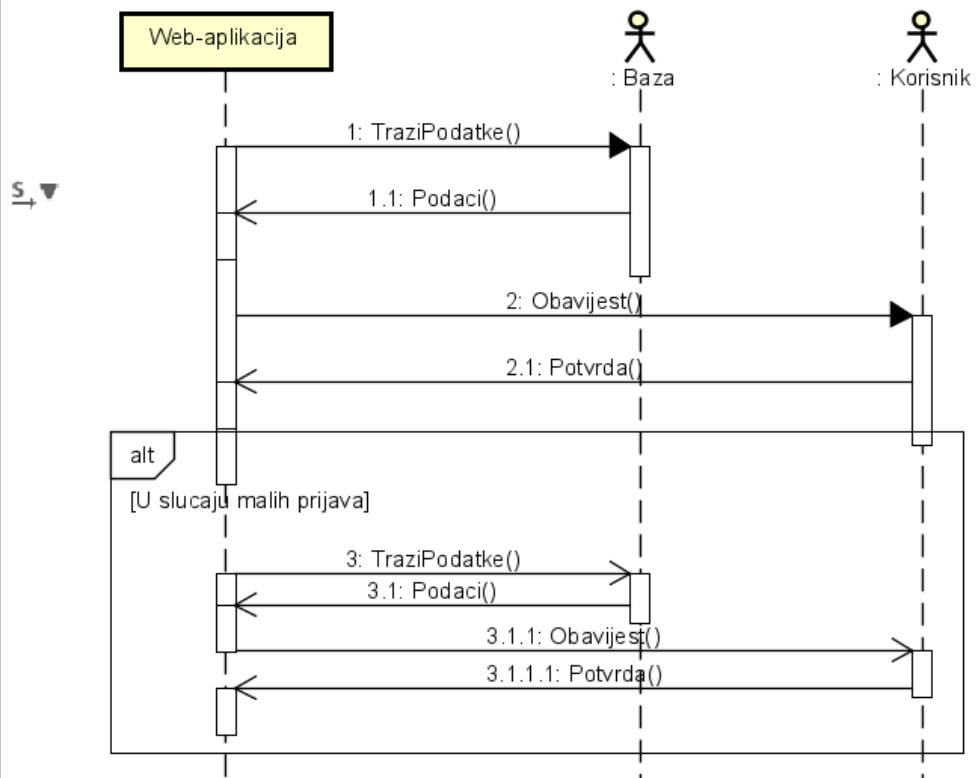 Web-aplikacija
: Baza
: Korisnik
1: TraziPodatke()
S
1.1: Podaci()
2: Obavijest()
2.1: Potvrda()
alt
[U slucaju malih prijava]
3: TraziPodatke()
3.1: Podaci()
3.1.1: Obavijest()
3.1.1.1: Potvrda()